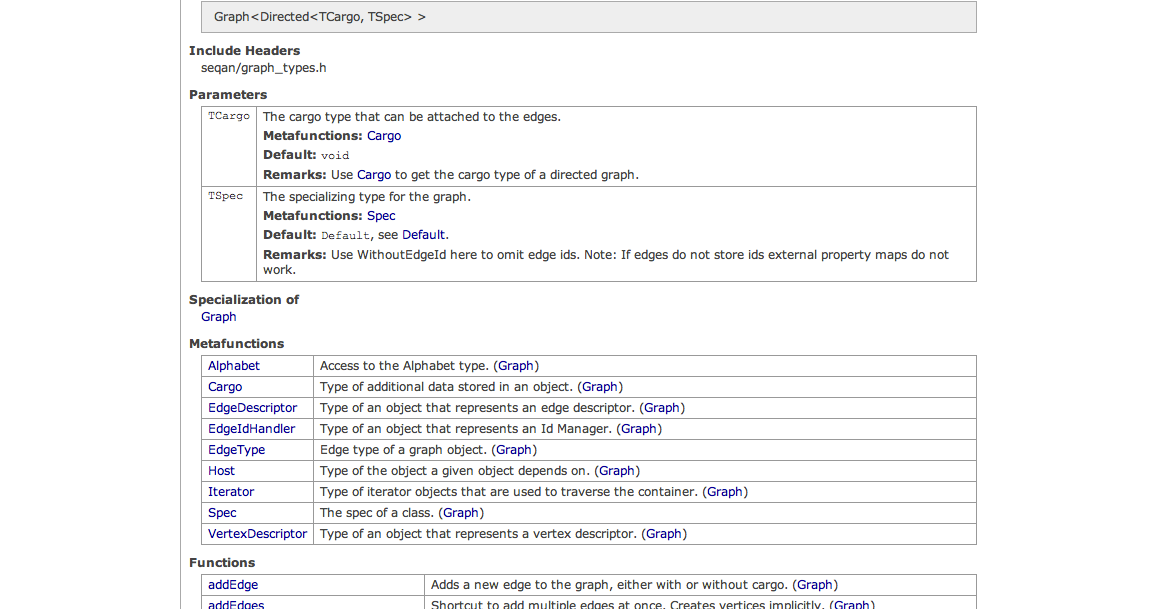 Graph<Directed<TCargo, TSpec> >
Include Headers
seqan/graph_types.h
Parameters
TCargo The cargo type that can be attached to the edges.
Metafunctions: Cargo
Default: void
Remarks: Use Cargo to get the cargo type of a directed graph.
TSpec The specializing type for the graph.
Metafunctions: Spec
Default: Default, see Default.
Remarks: Use WithoutEdgeId here to omit edge ids. Note: If edges do not store ids external property maps do not
work.
Specialization of
Graph
Metafunctions
Alphabet Access to the Alphabet type. (Graph)
Cargo Type of additional data stored in an object. (Graph)
EdgeDescriptor Type of an object that represents an edge descriptor. (Graph)
EdgeIdHandler Type of an object that represents an Id Manager. (Graph)
EdgeType Edge type of a graph object. (Graph)
Host Type of the object a given object depends on. (Graph)
Iterator Type of iterator objects that are used to traverse the container. (Graph)
Spec The spec of a class. (Graph)
VertexDescriptor Type of an object that represents a vertex descriptor. (Graph)
Functions
addEdge Adds a new edge to the graph, either with or without cargo. (Graph)
addEdges Shortcut to add multiple edges at once. Creates vertices implicitly. (Graph)